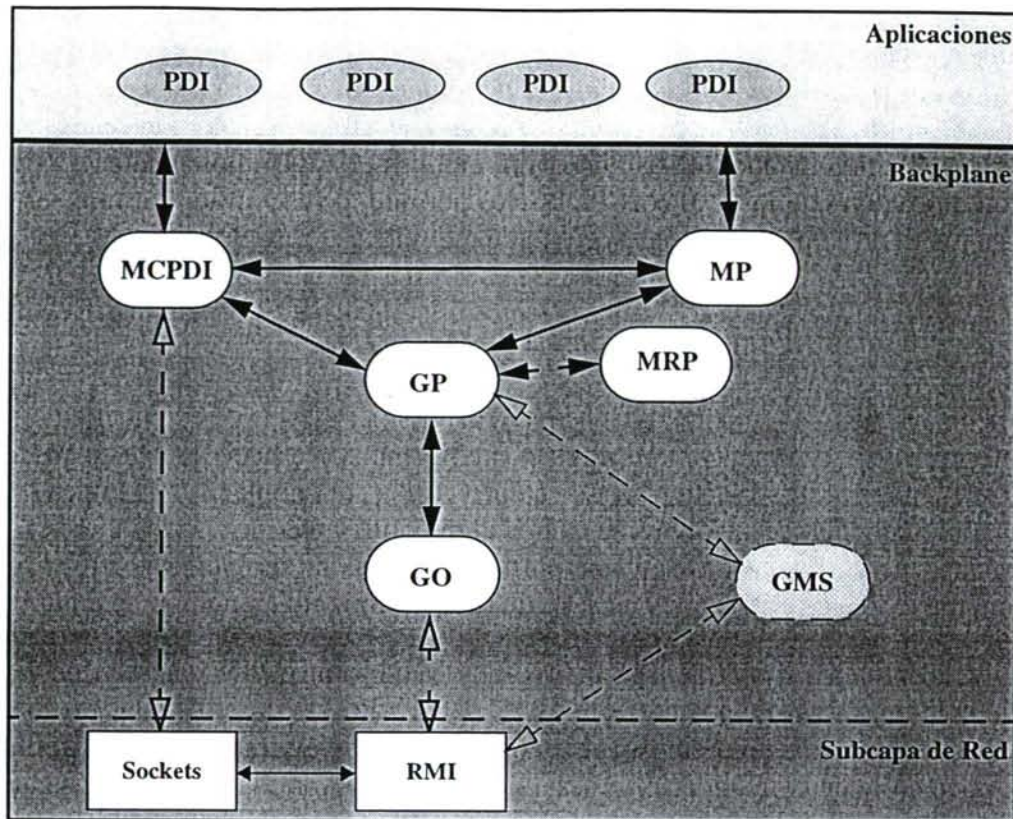 Aplicaciones
PDI
PDI
PDI
PDI
Backplane
MCPDI
MP
MRP
GP
GO
GMS
Subcapa de Red
Sockets
RMI